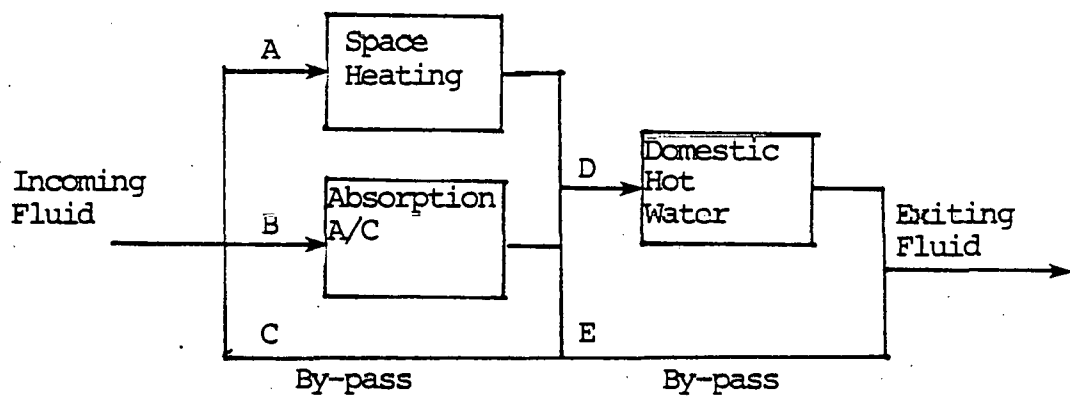 A
Space
Heating
Incoming
Fluid
B
Absorption
A/C
C
By-pass
D
Domestic
Hot
Water
E
By-pass
Exiting
Fluid